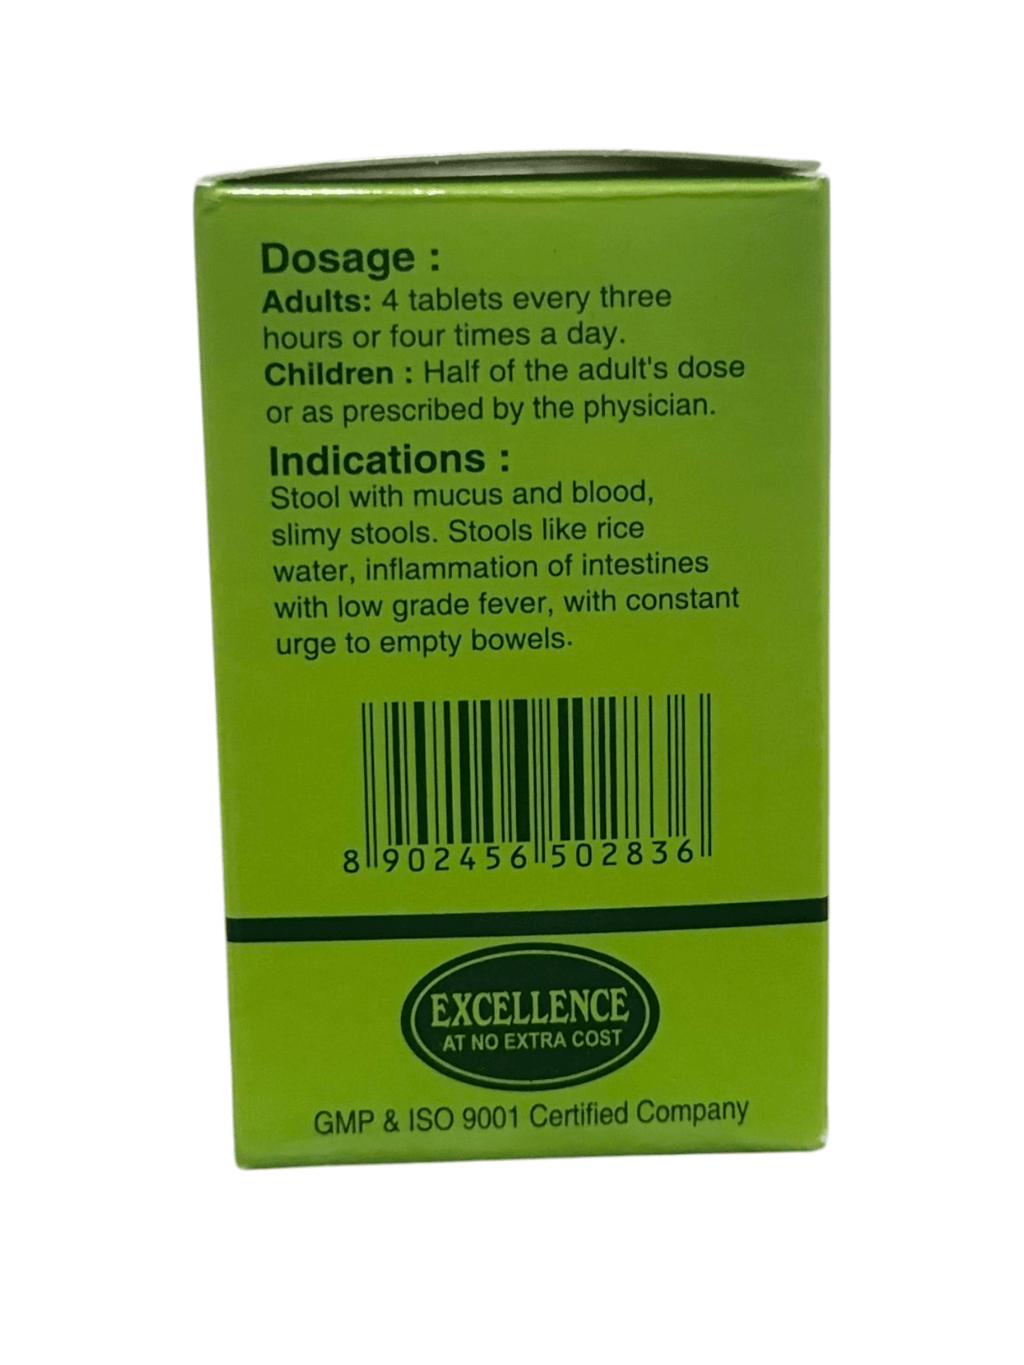 Dosage :
Adults: 4 tablets every three
hours or four times a day.
Children : Half of the adult's dose
or as prescribed by the physician.
Indications :
Stool with mucus and blood,
slimy stools. Stools like rice
water, inflammation of intestines
with low grade fever, with constant
urge to empty bowels.
8 902456 502836
EXCELLENCE
AT NO EXTRA COST
GMP & ISO 9001 Certified Company